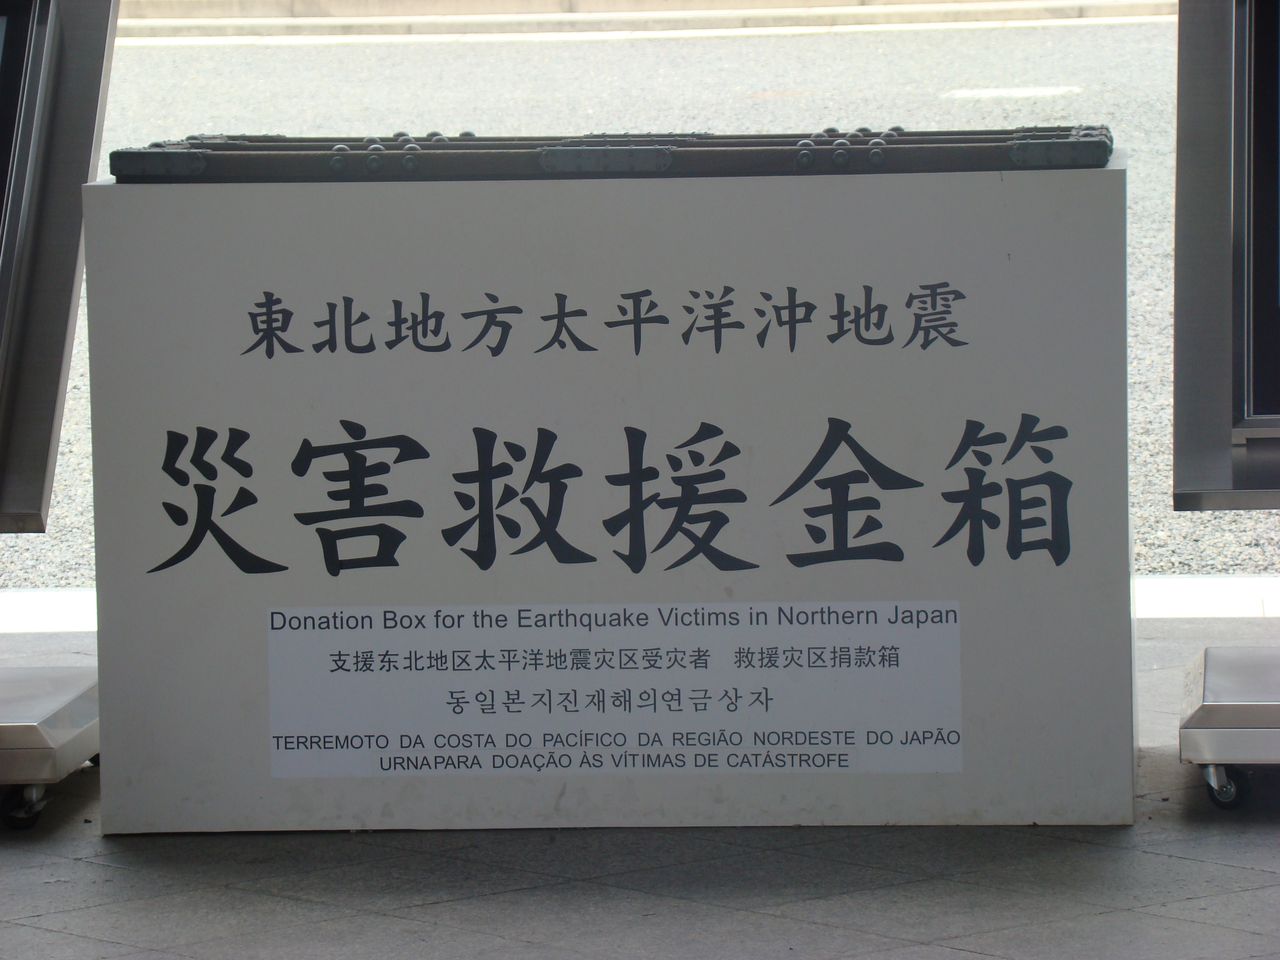 東北地方太平洋沖地震
災害救援金箱
Donation Box for the Earthquake Victims in Northern Japan
支援东北地区太平洋地震灾区受灾者　救援灾区捐款箱
동일본지진재해의연금상자
TERREMOTO DA COSTA DO PACÍFICO DA REGIÃO NORDESTE DO JAPÃO
URNAPARA DOAÇÃO ÀS VÍTIMAS DE CATÁSTROFE